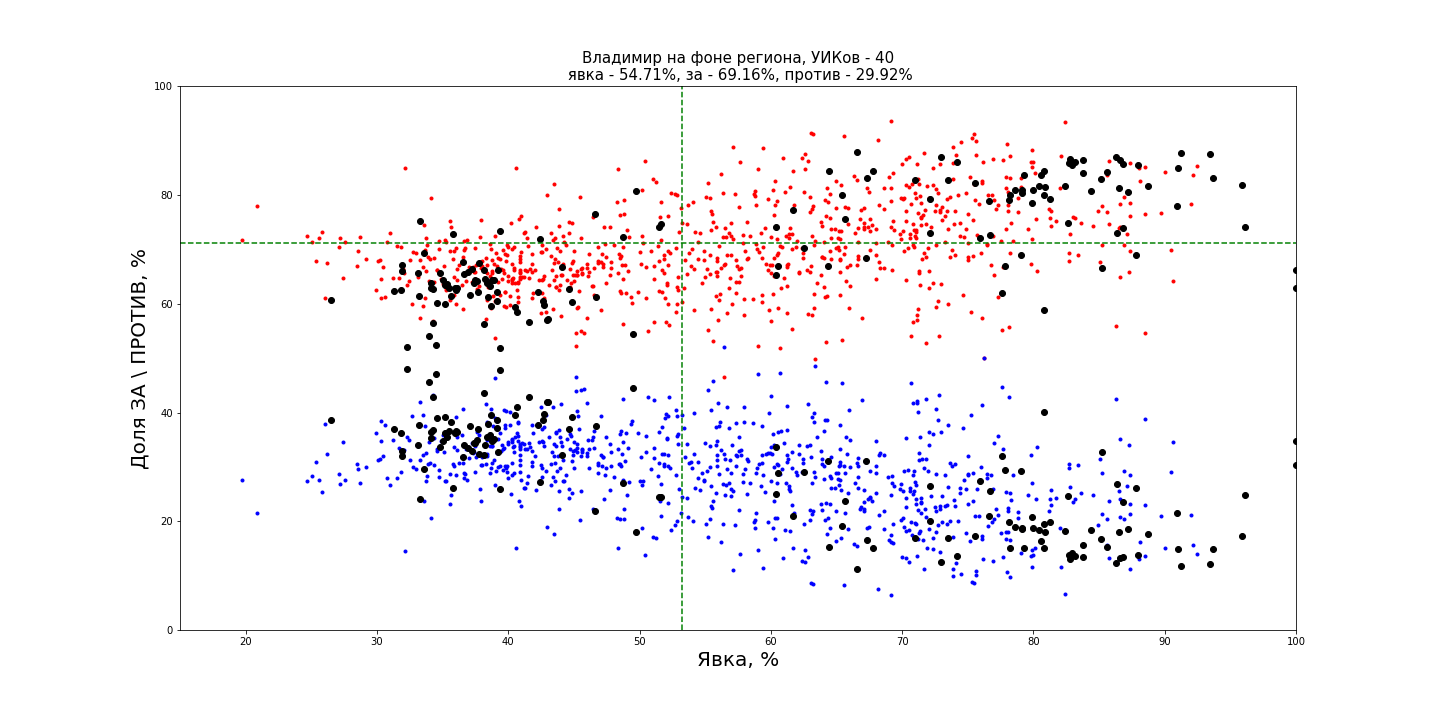 Владимир на фоне региона, УИКов - 40
явка - 54.71%, за - 69.16%, против - 29.92%
100
80
60
40
20
0
Доля ЗА \ ПРОТИВ, %
20 30 40 50 60 70 80 90 100
Явка, %